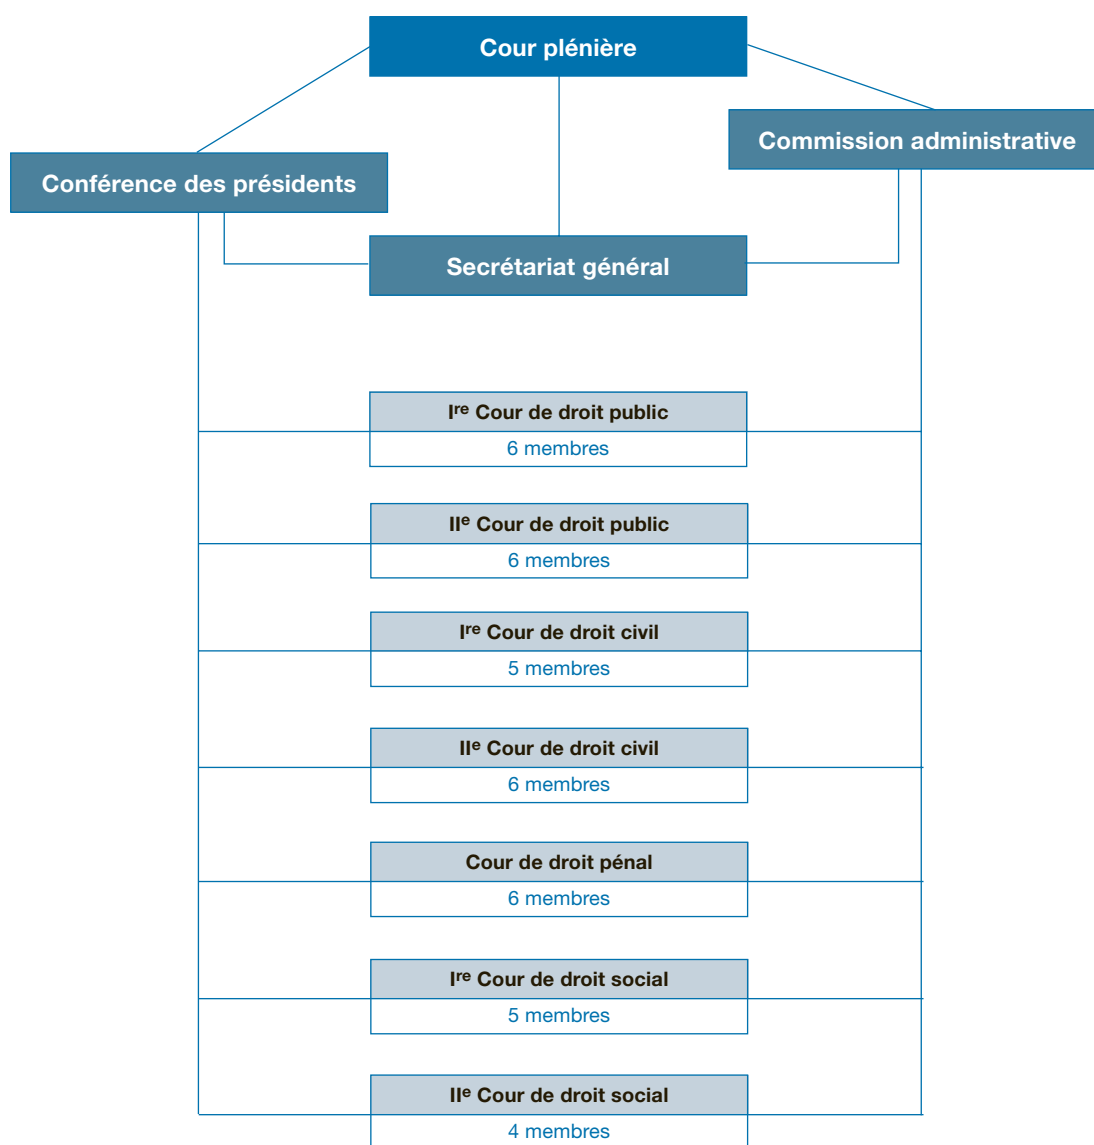 Cour plénière
Commission administrative
Conférence des présidents
Secrétariat général
Iʳᵉ Cour de droit public
6 membres
IIᵉ Cour de droit public
6 membres
Iʳᵉ Cour de droit civil
5 membres
IIᵉ Cour de droit civil
6 membres
Cour de droit pénal
6 membres
Iʳᵉ Cour de droit social
5 membres
IIᵉ Cour de droit social
4 membres